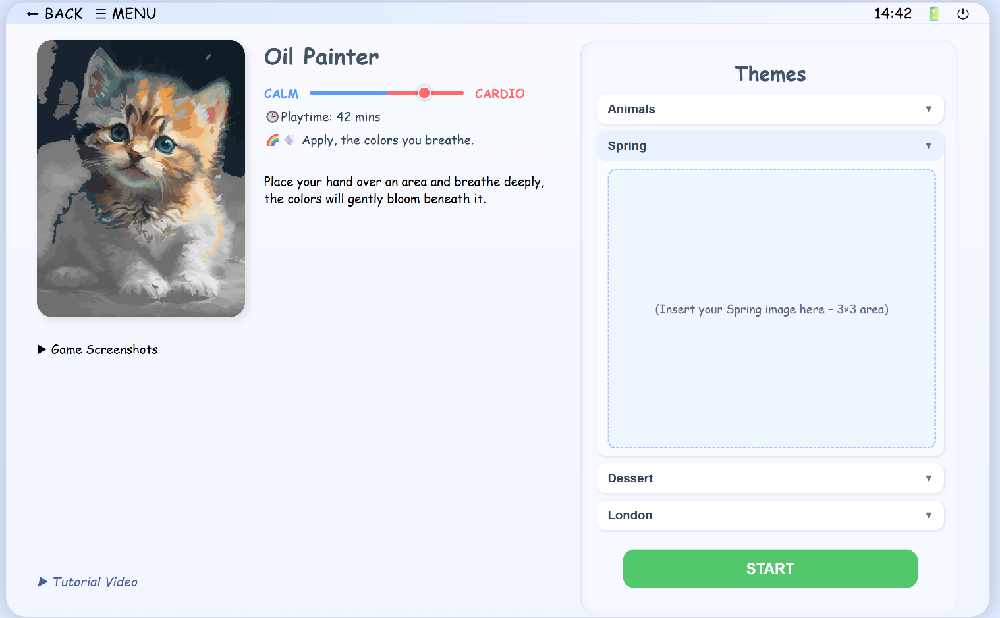 BACK
MENU
14:42
Oil Painter
CALM
CARDIO
Playtime: 42 mins
Apply, the colors you breathe.
Place your hand over an area and breathe deeply,
the colors will gently bloom beneath it.
Game Screenshots
Tutorial Video
Themes
Animals
Spring
(Insert your Spring image here – 3×3 area)
Dessert
London
START